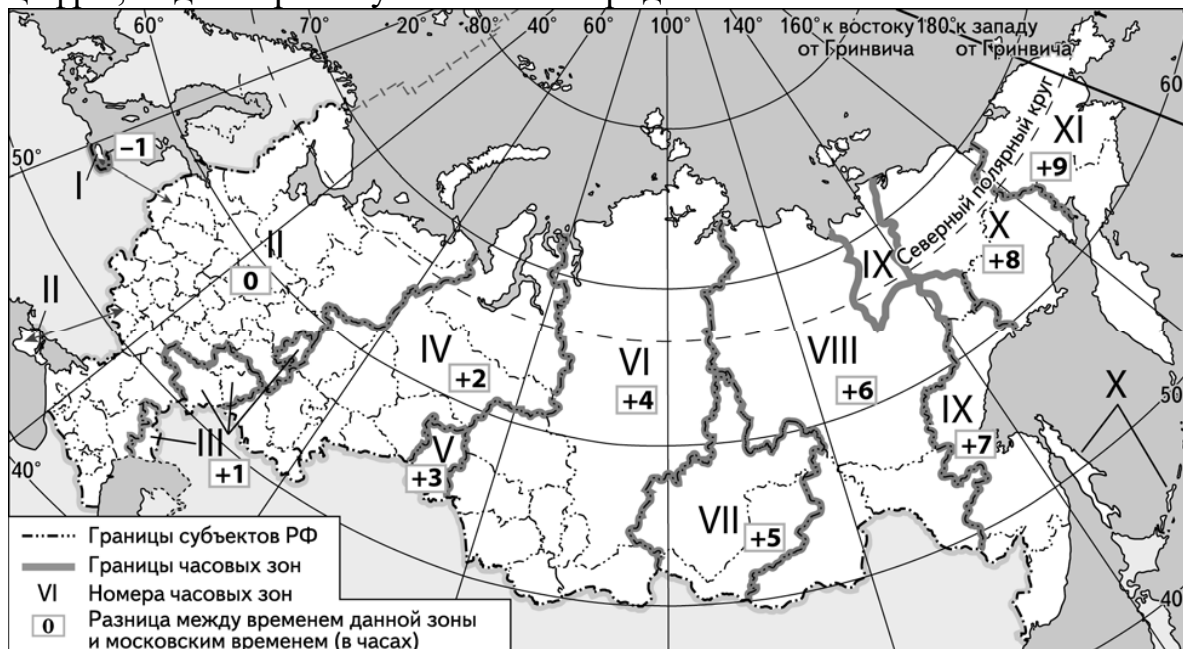 60° 70° 20° 40° 60° 80° 100° 120° 140° 160° к востоку 180° к западу
от Гринвича от Гринвича
Северный полярный круг
60
50°
–1
I
XI
+9
II
0
X
+8
IX
II
IV
+2
VI
+4
VIII
+6
X
50
IX
+7
V
+3
III
+1
40°
VII
+5
40
Границы субъектов РФ
Границы часовых зон
VI Номера часовых зон
0 Разница между временем данной зоны
и московским временем (в часах)